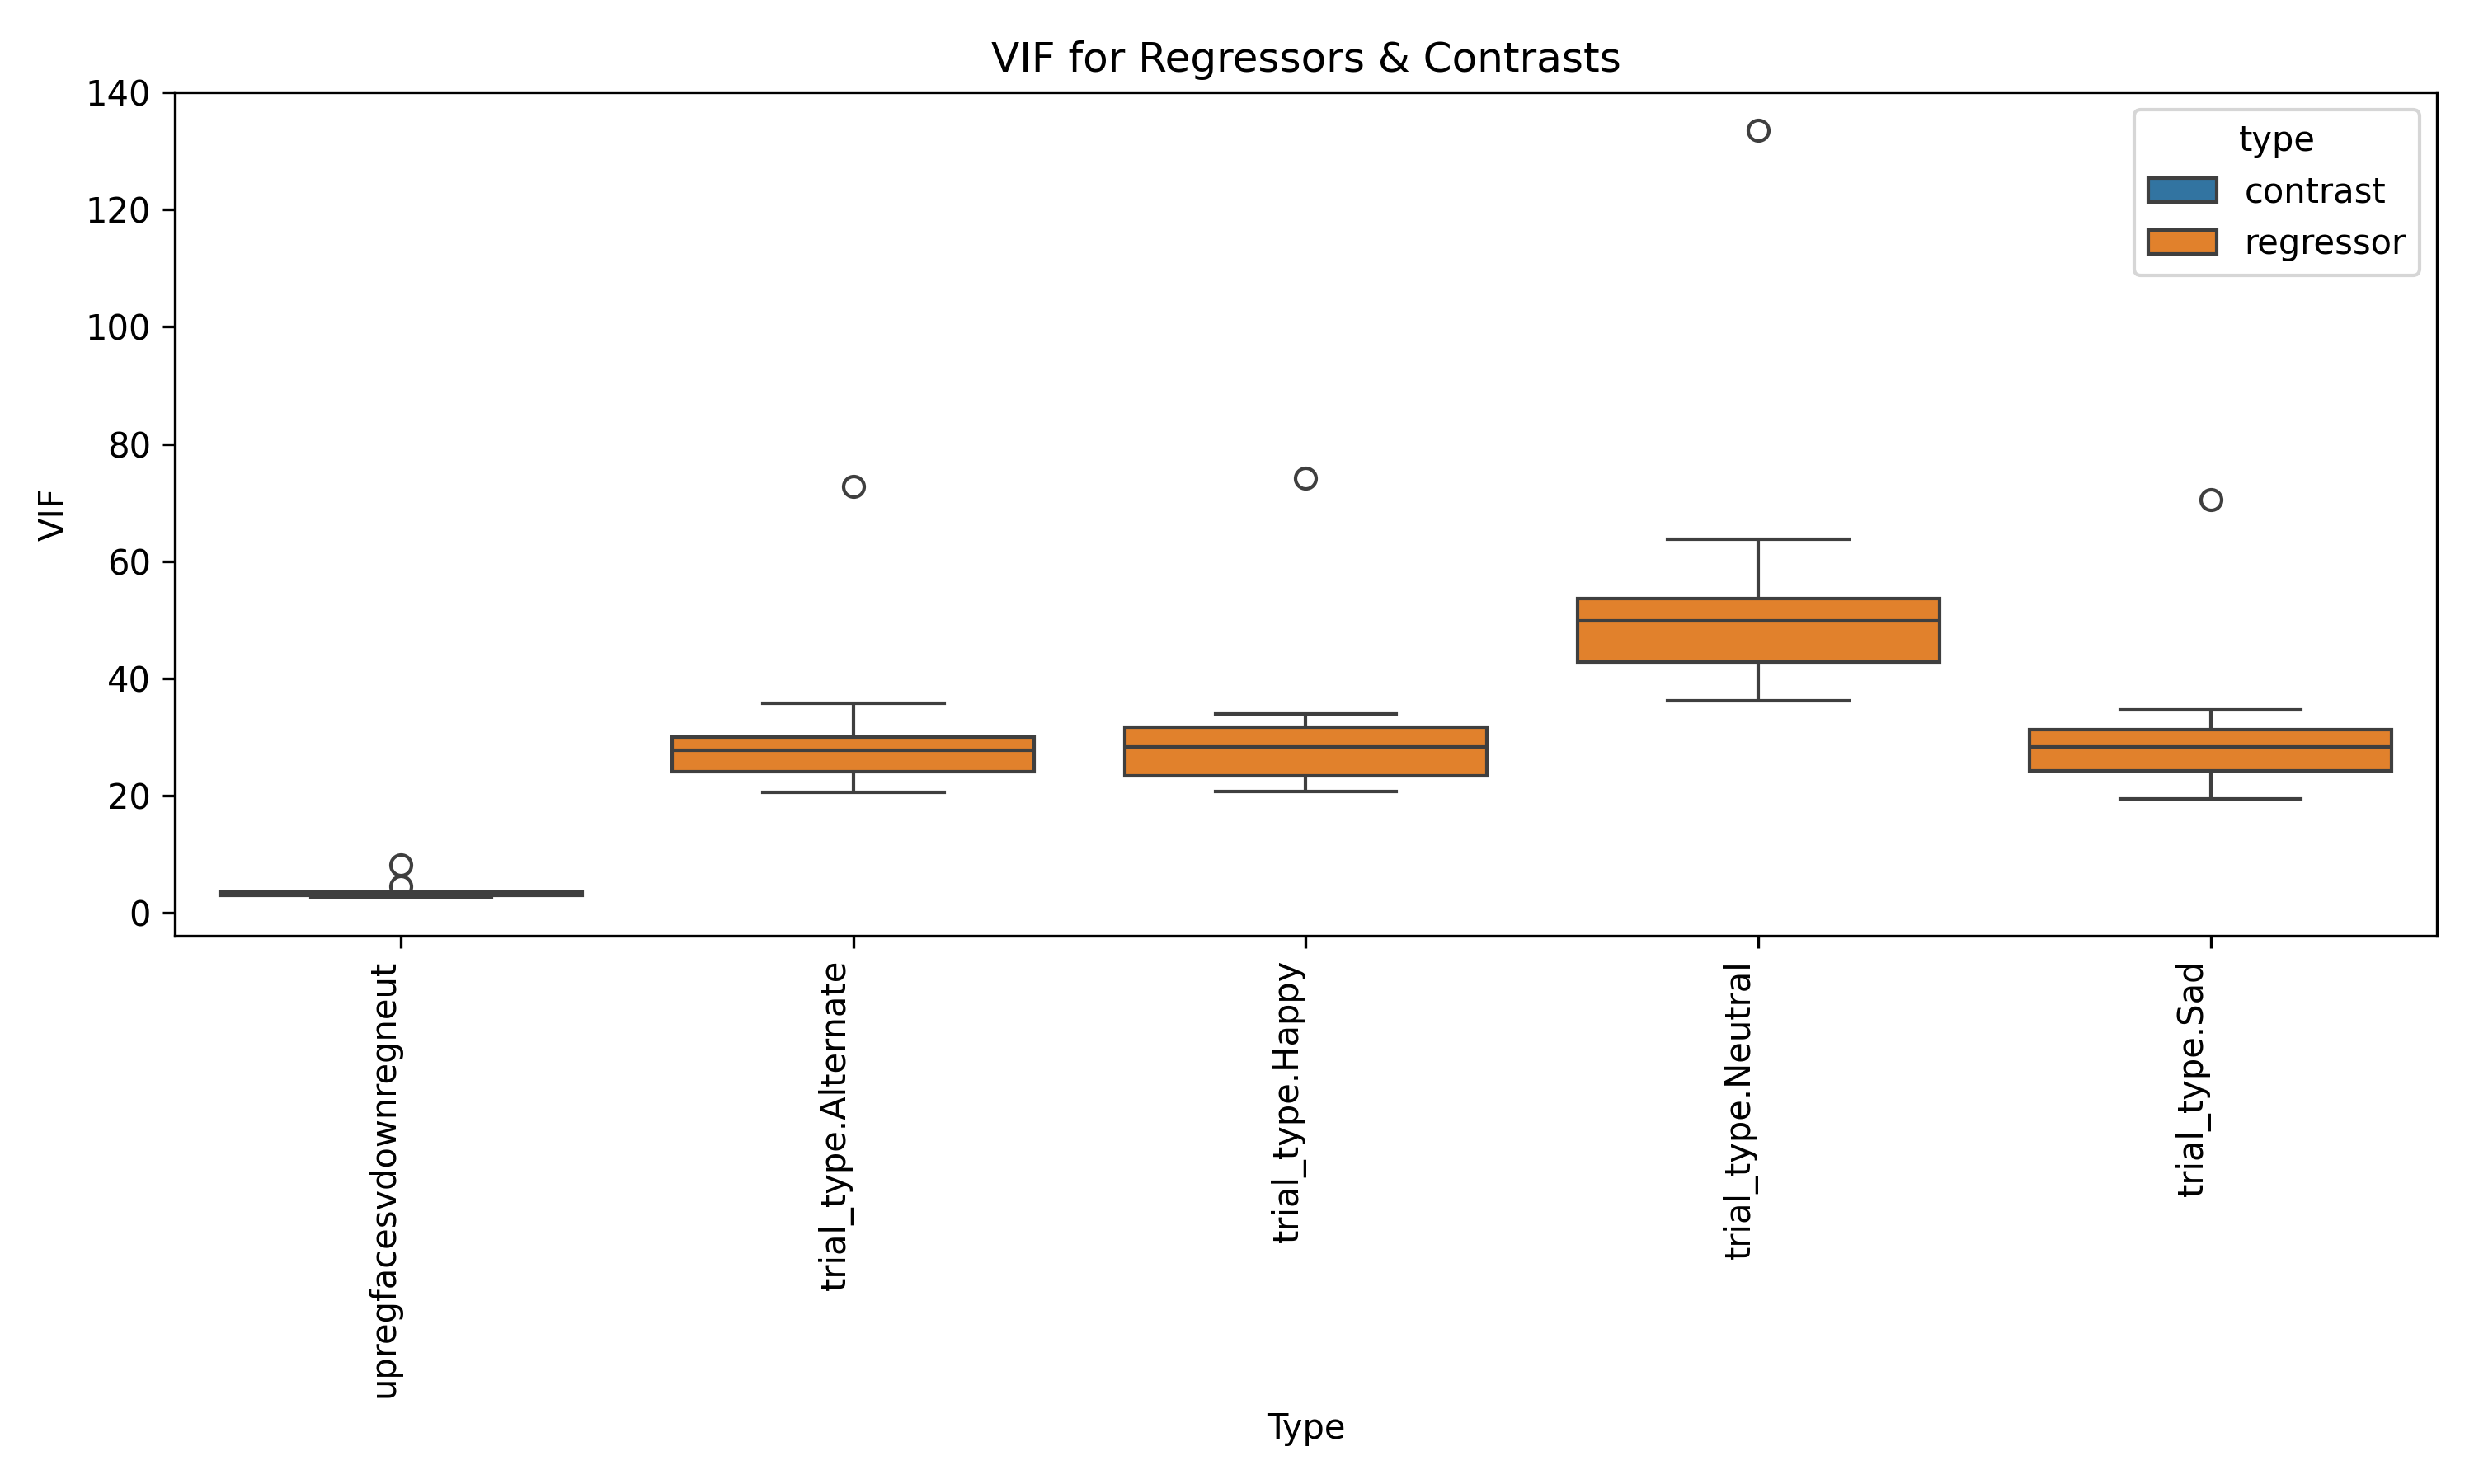 VIF for Regressors & Contrasts
140
120
100
80
60
40
20
0
VIF
type
contrast
regressor
upregfacesvdownregneut
trial_type.Alternate
trial_type.Happy
trial_type.Neutral
trial_type.Sad
Type